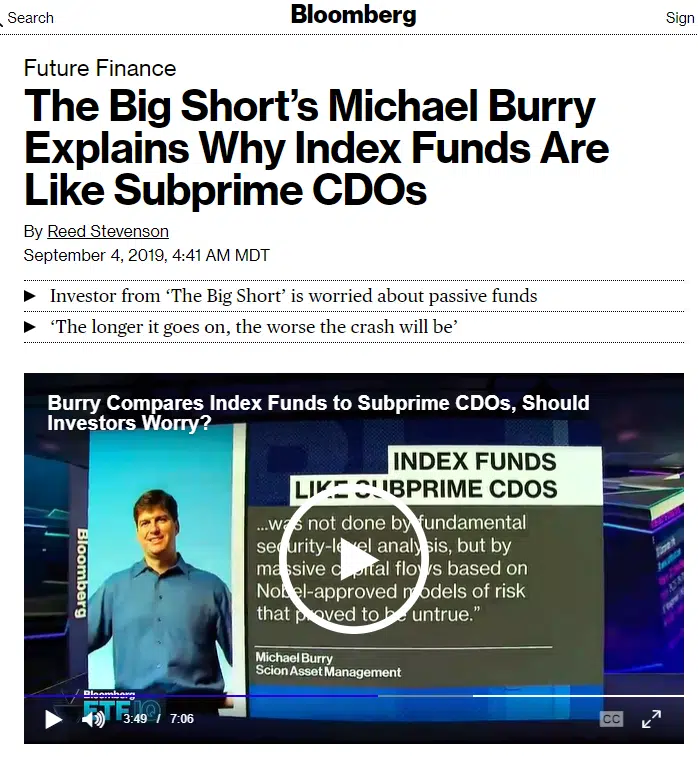 Search
Bloomberg
Sign
Future Finance
The Big Short’s Michael Burry
Explains Why Index Funds Are
Like Subprime CDOs
By Reed Stevenson
September 4, 2019, 4:41 AM MDT
Investor from ‘The Big Short’ is worried about passive funds
‘The longer it goes on, the worse the crash will be’
Burry Compares Index Funds to Subprime CDOs, Should
Investors Worry?
INDEX FUNDS
LIKE SUBPRIME CDOS
...was not done by fundamental
security-level analysis, but by
massive capital flows based on
Nobel-approved models of risk
that proved to be untrue.”
Michael Burry
Scion Asset Management
Bloomberg
Bloomberg
ETF IQ
3:49 / 7:06
CC